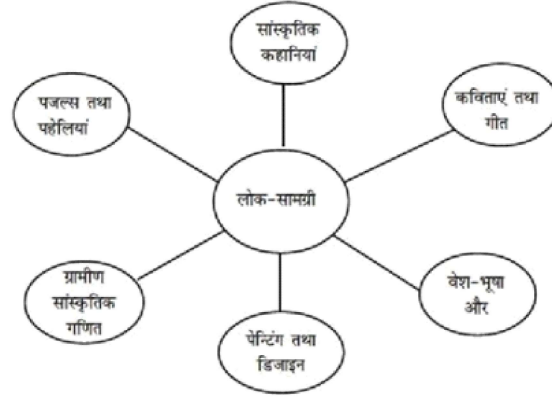 सांस्कृतिक
कहानियां
पजल्स तथा
पहेलियां
कविताएं तथा
गीत
लोक-सामग्री
ग्रामीण
सांस्कृतिक
गणित
वेश-भूषा
और
पेन्टिंग तथा
डिजाइन